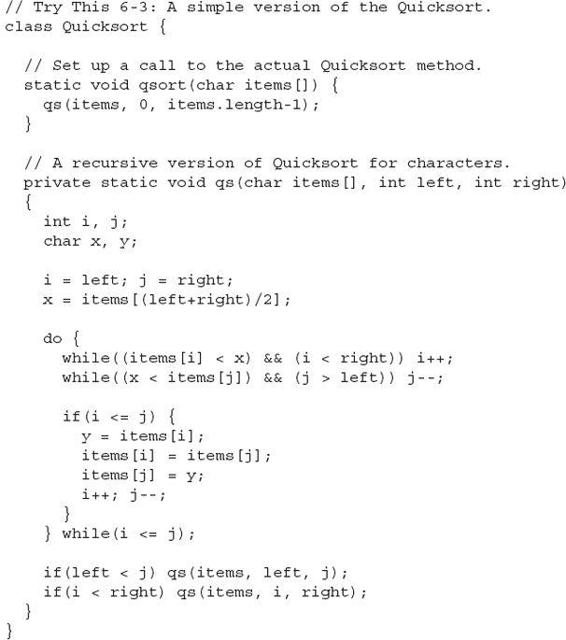 // Try This 6-3: A simple version of the Quicksort.
class Quicksort {
// Set up a call to the actual Quicksort method.
static void qsort(char items[]) {
qs(items, 0, items.length-1);
}
// A recursive version of Quicksort for characters.
private static void qs(char items[], int left, int right)
{
int i, j;
char x, y;
i = left; j = right;
x = items[(left+right)/2];
do {
while((items[i] < x) && (i < right)) i++;
while((x < items[j]) && (j > left)) j--;
if(i <= j) {
y = items[i];
items[i] = items[j];
items[j] = y;
i++; j--;
}
} while(i <= j);
if(left < j) qs(items, left, j);
if(i < right) qs(items, i, right);
}
}